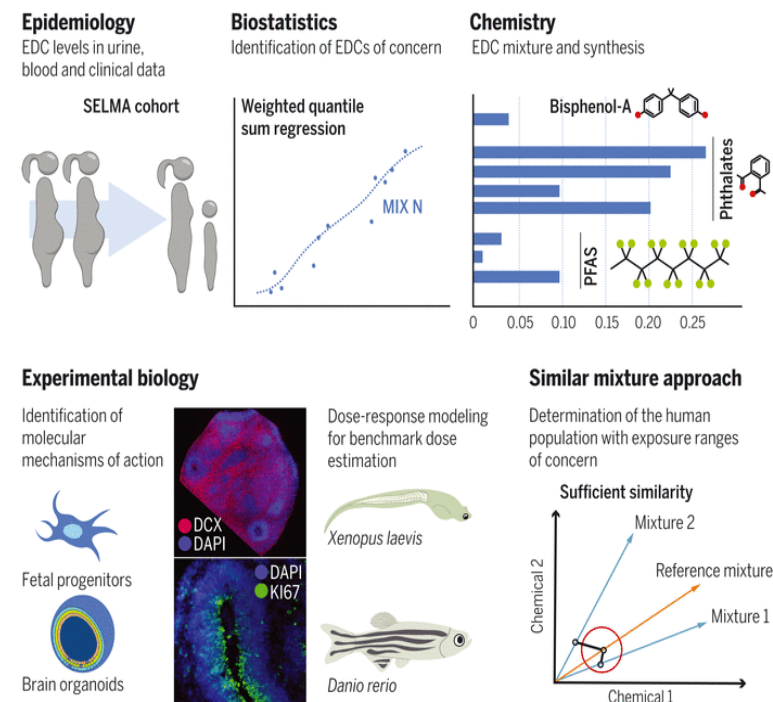 Epidemiology
EDC levels in urine,
blood and clinical data
SELMA cohort
Biostatistics
Identification of EDCs of concern
Weighted quantile
sum regression
MIX N
Chemistry
EDC mixture and synthesis
Bisphenol-A
Phthalates
PFAS
0 0.05 0.10 0.15 0.20 0.25
Experimental biology
Identification of
molecular
mechanisms of action
Fetal progenitors
Brain organoids
DCX
DAPI
DAPI
KI67
Dose-response modeling
for benchmark dose
estimation
Xenopus laevis
Danio rerio
Similar mixture approach
Determination of the human
population with exposure ranges
of concern
Sufficient similarity
Mixture 2
Reference mixture
Mixture 1
Chemical 2
Chemical 1